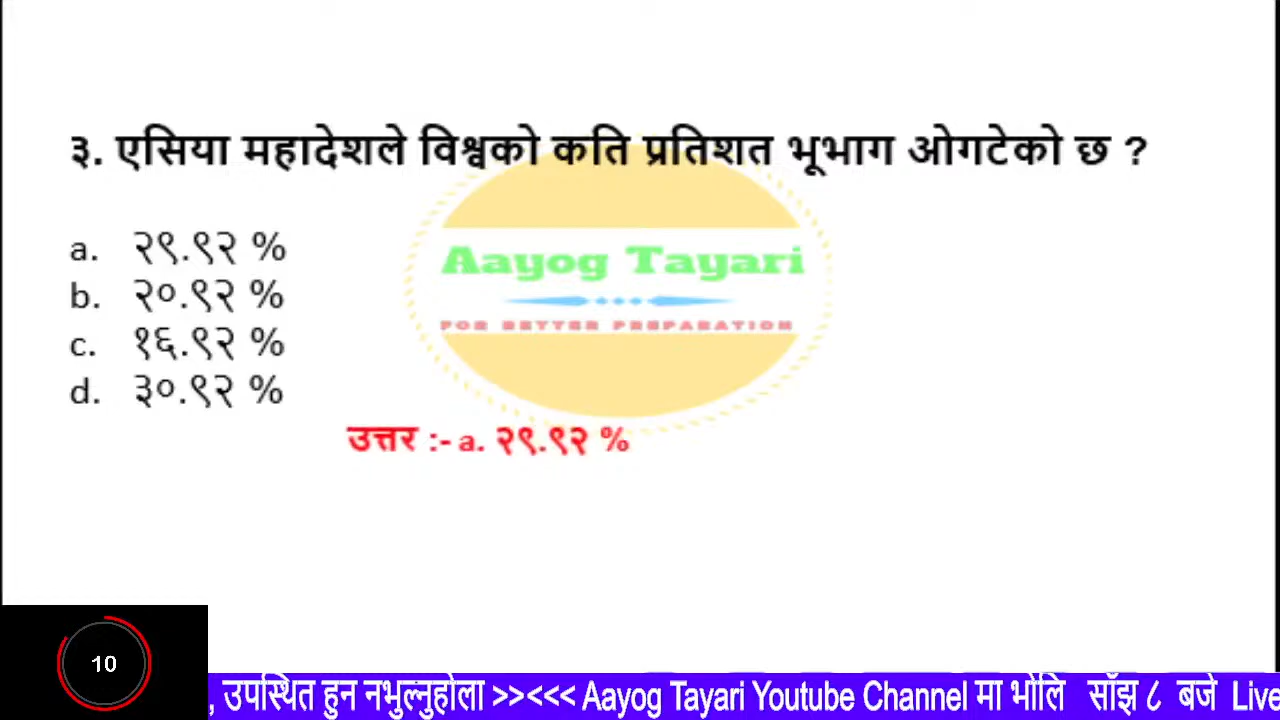 ३. एसिया महादेशले विश्वको कति प्रतिशत भूभाग ओगटेको छ ?
a. २९.९२ %
b. २०.९२ %
c. १६.९२ %
d. ३०.९२ %
Aayog Tayari
FOR BETTER PREPARATION
उत्तर :- a. २९.९२ %
10
, उपस्थित हुन नभुल्नुहोला >><<< Aayog Tayari Youtube Channel मा भोलि साँझ ८ बजे Live